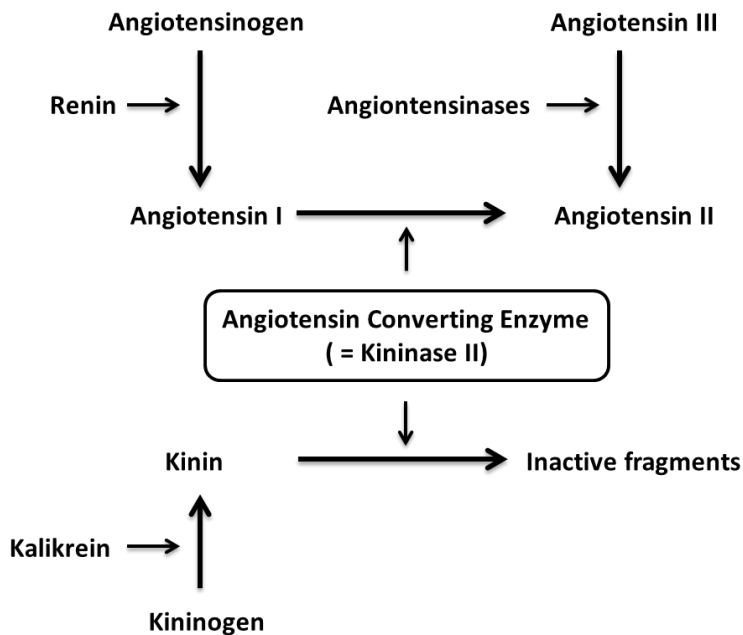 Angiotensinogen
Angiotensin III
Renin
Angiontensinases
Angiotensin I
Angiotensin II
Angiotensin Converting Enzyme
( = Kininase II)
Kinin
Inactive fragments
Kalikrein
Kininogen